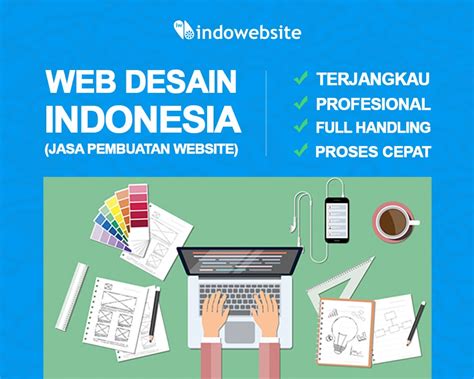 indowebsite
WEB DESAIN
INDONESIA
(JASA PEMBUATAN WEBSITE)
TERJANGKAU
PROFESIONAL
FULL HANDLING
PROSES CEPAT